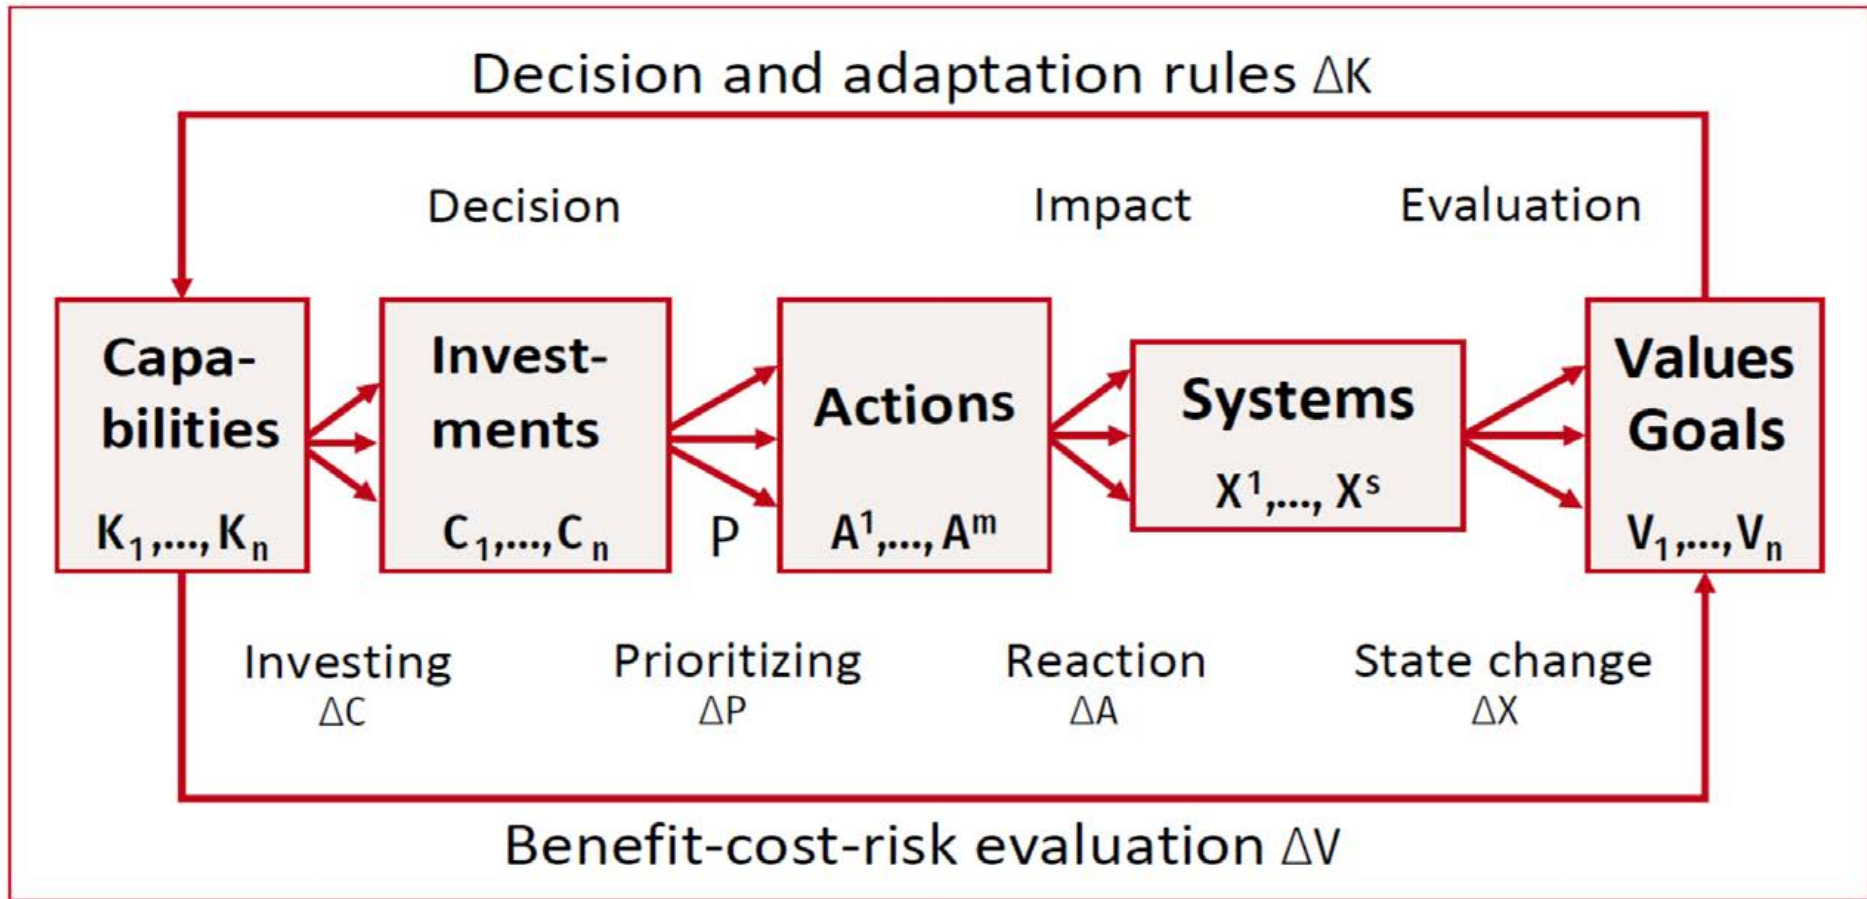 Decision and adaptation rules ΔK
Decision
Impact
Evaluation
Capa-
bilities
K₁,..., Kₙ
Invest-
ments
C₁,...,Cₙ
P
Actions
A¹,..., Aᵐ
Systems
X¹,..., Xˢ
Values
Goals
V₁,...,Vₙ
Investing
ΔC
Prioritizing
ΔP
Reaction
ΔA
State change
ΔX
Benefit-cost-risk evaluation ΔV